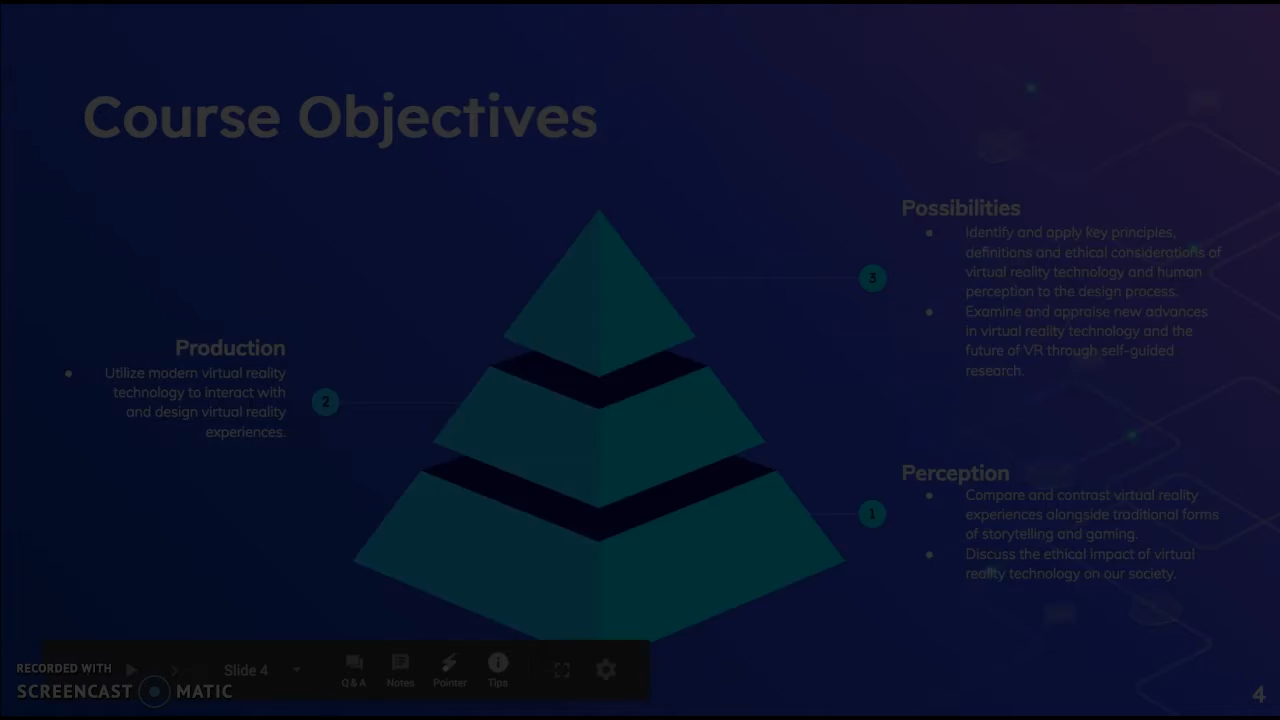 Course Objectives
Possibilities
● Identify and apply key principles,
definitions and ethical considerations of
virtual reality technology and human
perception to the design process.
● Examine and appraise new advances
in virtual reality technology and the
future of VR through self-guided
research.
3
Production
● Utilize modern virtual reality
technology to interact with
and design virtual reality
experiences.
2
Perception
● Compare and contrast virtual reality
experiences alongside traditional forms
of storytelling and gaming.
● Discuss the ethical impact of virtual
reality technology on our society.
1
Slide 4
Q & A
Notes
Pointer
Tips
RECORDED WITH
SCREENCAST MATIC
4